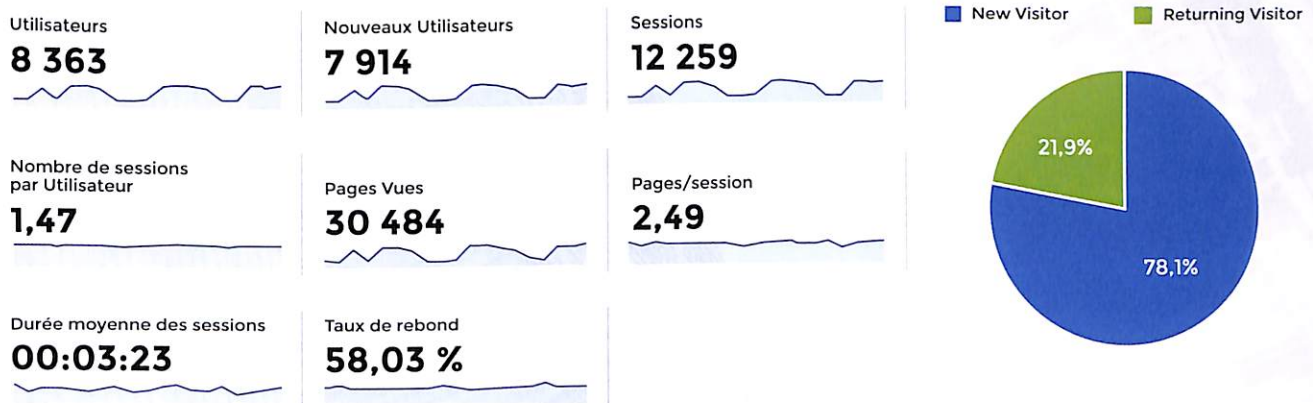 Utilisateurs
8 363
Nouveaux Utilisateurs
7 914
Sessions
12 259
Nombre de sessions
par Utilisateur
1,47
Pages Vues
30 484
Pages/session
2,49
Durée moyenne des sessions
00:03:23
Taux de rebond
58,03 %
New Visitor
Returning Visitor
21,9%
78,1%